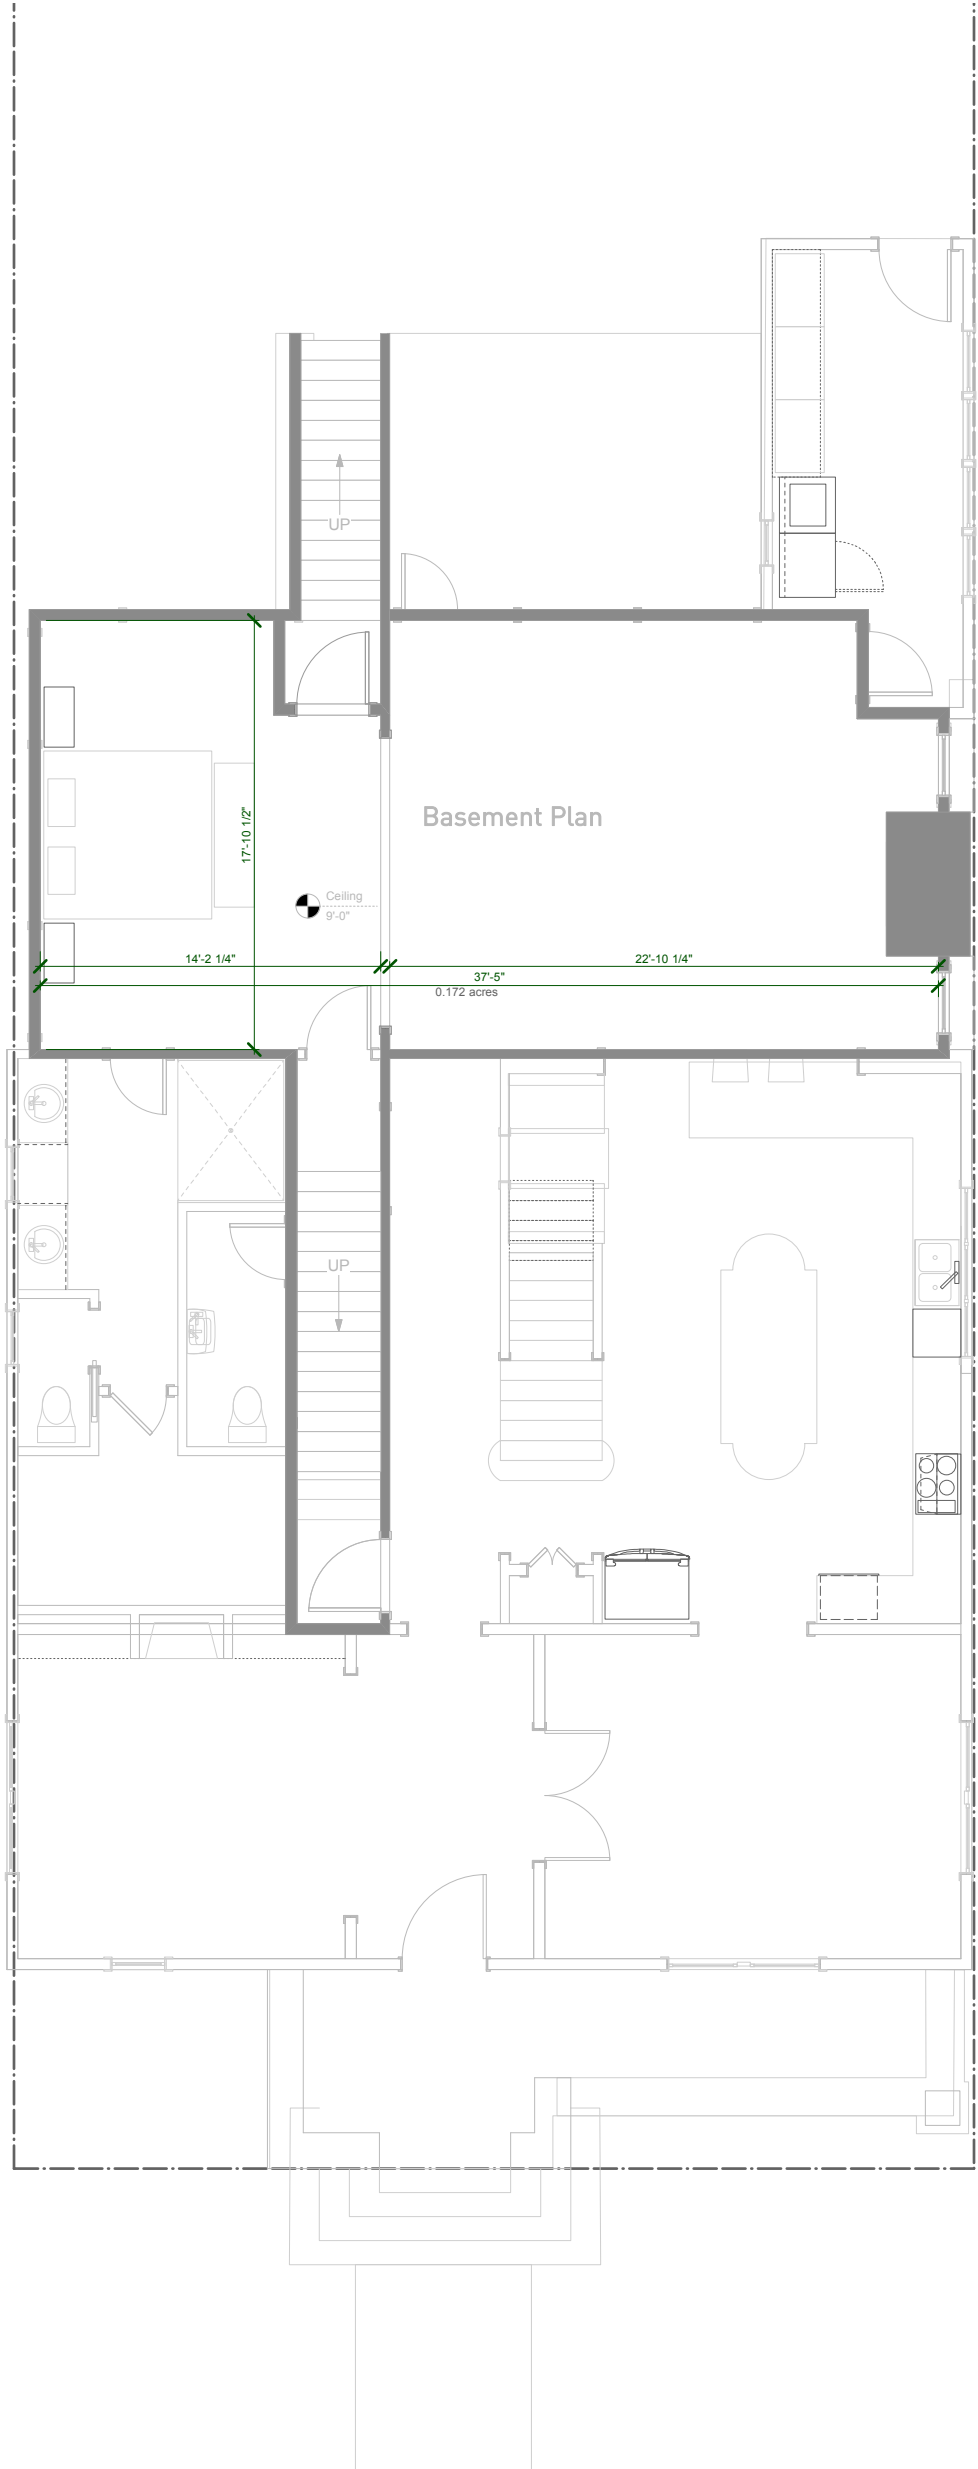 UP
Basement Plan
17'-10 1/2"
Ceiling
9'-0"
14'-2 1/4"
22'-10 1/4"
37'-5"
0.172 acres
UP